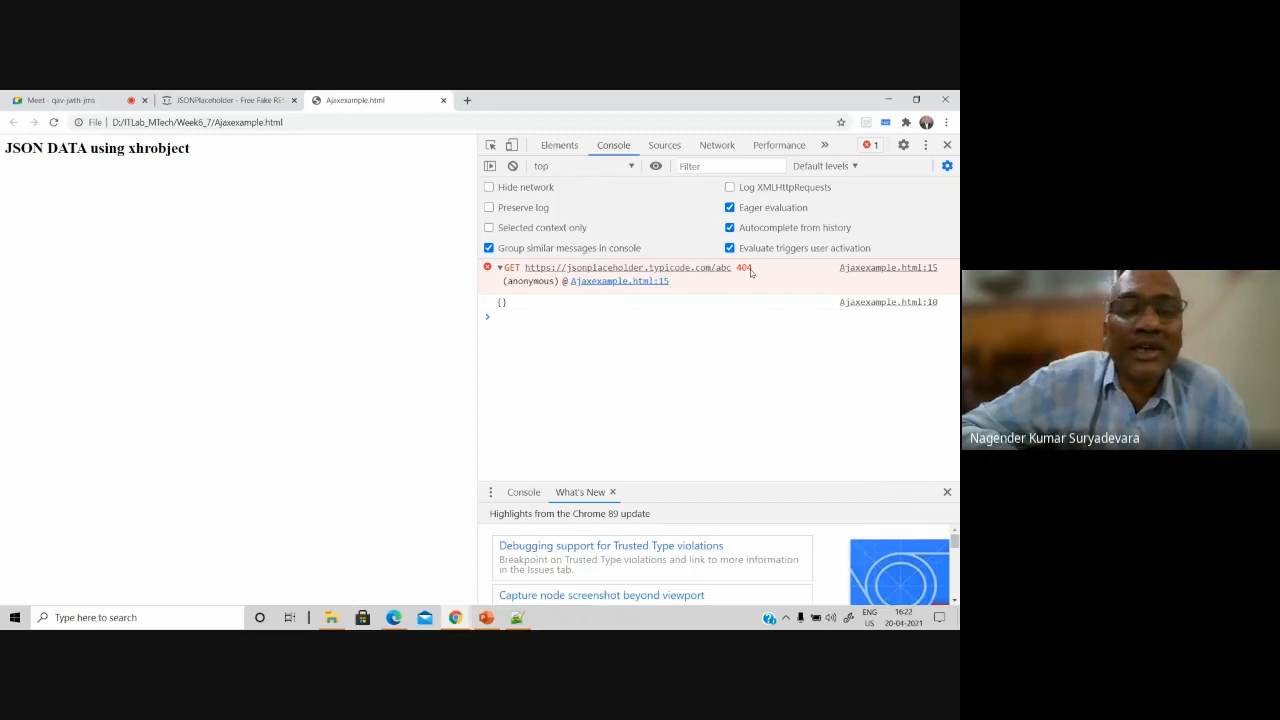 Meet - qav-jwth-jms
JSONPlaceholder - Free Fake RES
Ajaxexample.html
File
D:/ITLab_MTech/Week6_7/Ajaxexample.html
JSON DATA using xhrobject
Elements Console Sources Network Performance 1
top Filter Default levels
Hide network Log XMLHttpRequests
Preserve log Eager evaluation
Selected context only Autocomplete from history
Group similar messages in console Evaluate triggers user activation
GET https://jsonplaceholder.typicode.com/abc 404 Ajaxexample.html:15
(anonymous) @ Ajaxexample.html:15
{} Ajaxexample.html:10
Console What's New
Highlights from the Chrome 89 update
Debugging support for Trusted Type violations
Breakpoint on Trusted Type violations and link to more information
in the Issues tab.
Capture node screenshot beyond viewport
Type here to search
ENG
US
16:22
20-04-2021
Nagender Kumar Suryadevara